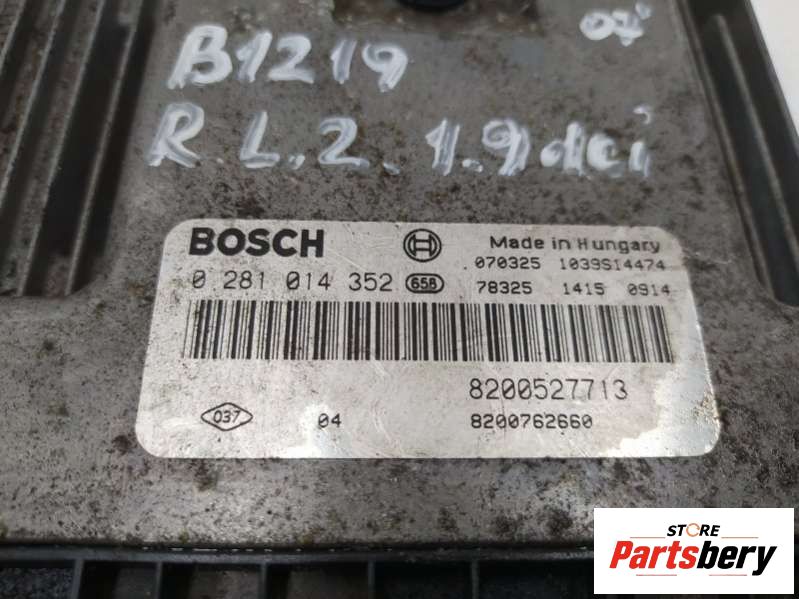 07
B1219
R.L.2. 1.9dci
BOSCH Made in Hungary
070325 1039S14474
0 281 014 352 658 78325 1415 0914
8200527713
037 04 8200762660
STORE
Partsbery